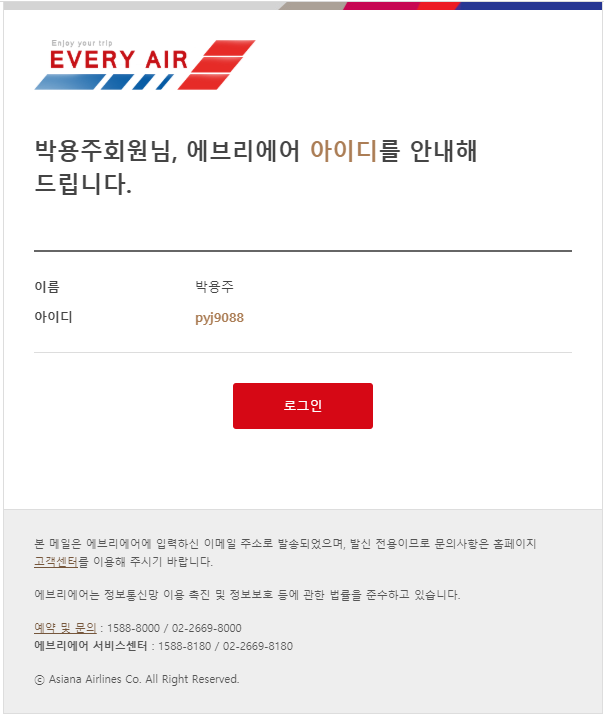 Enjoy your trip
EVERY AIR
박용주회원님, 에브리에어 아이디를 안내해
드립니다.
이름 박용주
아이디 pyj9088
로그인
본 메일은 에브리에어에 입력하신 이메일 주소로 발송되었으며, 발신 전용이므로 문의사항은 홈페이지
고객센터를 이용해 주시기 바랍니다.
에브리에어는 정보통신망 이용 촉진 및 정보보호 등에 관한 법률을 준수하고 있습니다.
예약 및 문의 : 1588-8000 / 02-2669-8000
에브리에어 서비스센터 : 1588-8180 / 02-2669-8180
ⓒ Asiana Airlines Co. All Right Reserved.